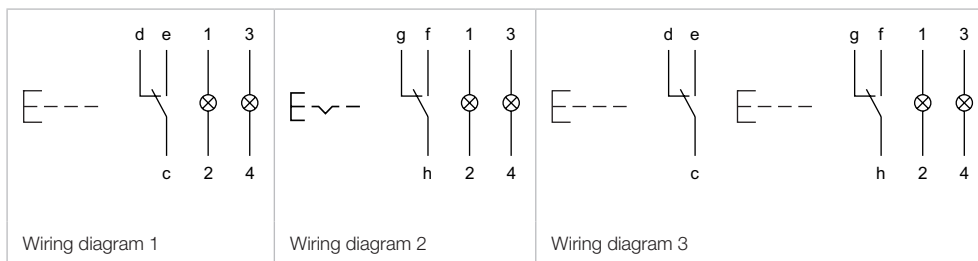 d e 1 3 g f 1 3 d e g f 1 3
c 2 4 h 2 4 c h 2 4
Wiring diagram 1 Wiring diagram 2 Wiring diagram 3